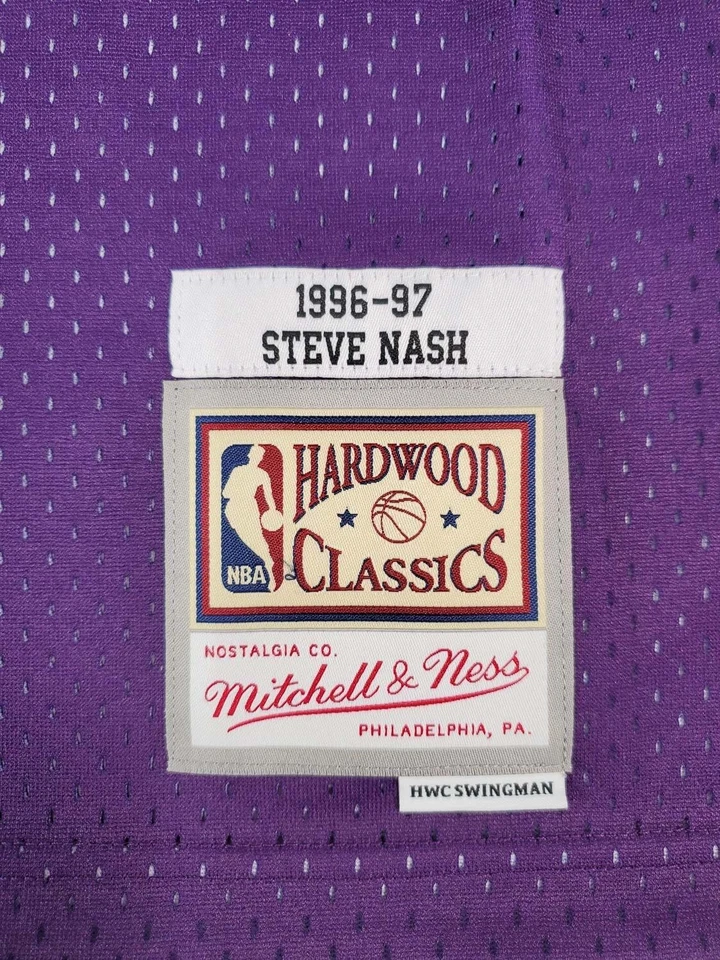 1996-97
STEVE NASH
HARDWOOD
CLASSICS
NBA
NOSTALGIA CO.
Mitchell & Ness
PHILADELPHIA, PA.
HWC SWINGMAN